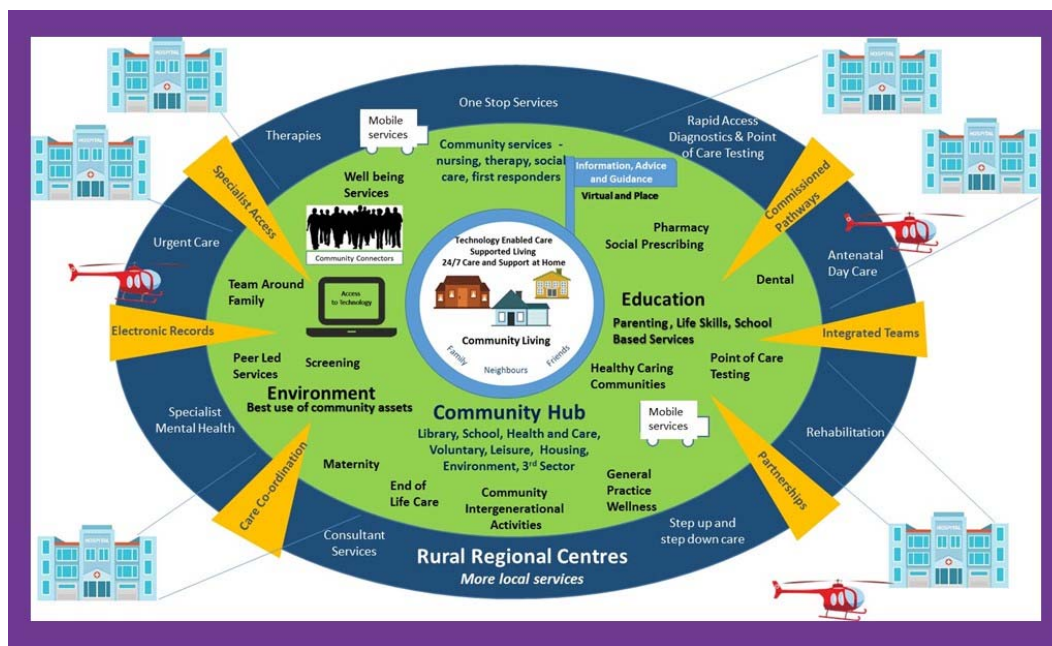 HOSPITAL
HOSPITAL
HOSPITAL
HOSPITAL
One Stop Services
Therapies
Mobile
services
Rapid Access
Diagnostics & Point
of Care Testing
Community services -
nursing, therapy, social
care, first responders
Information, Advice
and Guidance
Virtual and Place
Well being
Services
Specialist Access
Commissioned
Pathways
Community Connectors
Technology Enabled Care
Supported Living
24/7 Care and Support at Home
Pharmacy
Social Prescribing
Urgent Care
Antenatal
Day Care
Team Around
Family
Access
to Technology
Dental
Education
Parenting , Life Skills, School
Based Services
Electronic Records
Integrated Teams
Community Living
Family
Neighbours
Friends
Peer Led
Services
Screening
Healthy Caring
Communities
Point of Care
Testing
Environment
Best use of community assets
Specialist
Mental Health
Community Hub
Library, School, Health and Care,
Voluntary, Leisure, Housing,
Environment, 3rd Sector
Mobile
services
Rehabilitation
Care Co-ordination
Partnerships
Maternity
End of
Life Care
Community
Intergenerational
Activities
General
Practice
Wellness
Consultant
Services
Step up and
step down care
Rural Regional Centres
More local services
HOSPITAL
HOSPITAL